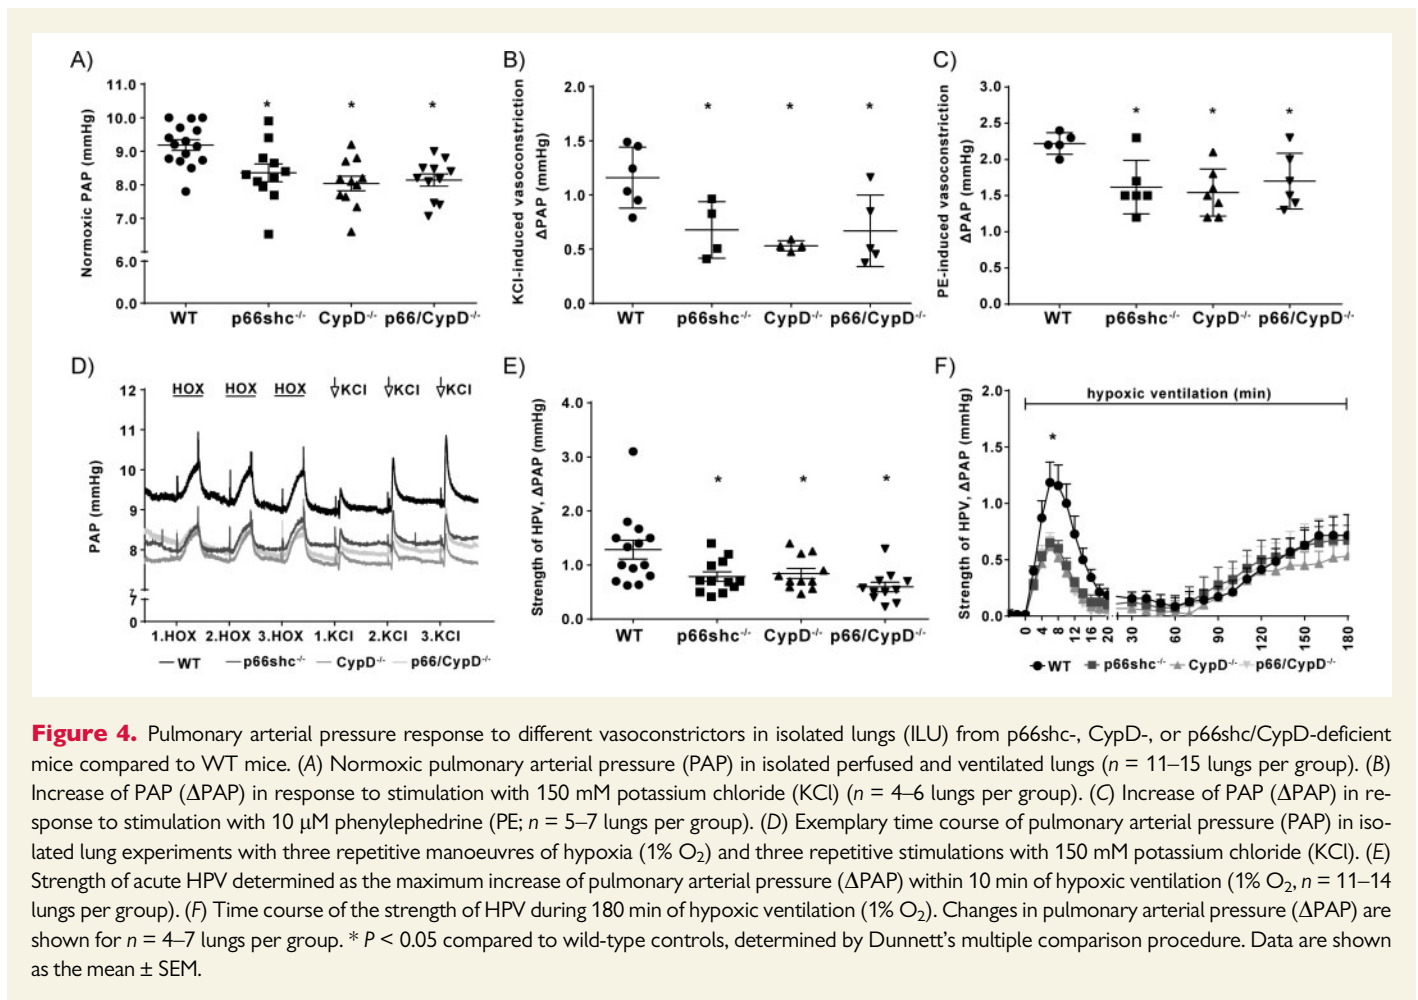 A)
Normoxic PAP (mmHg)
11.0
10.0
9.0
8.0
7.0
6.0
0.0
* * *
WT p66shc-/- CypD-/- p66/CypD-/-
B)
KCl-induced vasoconstriction
ΔPAP (mmHg)
2.0
1.5
1.0
0.5
0.0
* * *
WT p66shc-/- CypD-/- p66/CypD-/-
C)
PE-induced vasoconstriction
ΔPAP (mmHg)
3.0
2.5
2.0
1.5
1.0
0.5
0.0
* * *
WT p66shc-/- CypD-/- p66/CypD-/-
D)
PAP (mmHg)
12
11
10
9
8
7
7
0
HOX HOX HOX KCl KCl KCl
1.HOX 2.HOX 3.HOX 1.KCl 2.KCl 3.KCl
WT p66shc-/- CypD-/- p66/CypD-/-
E)
Strength of HPV, ΔPAP (mmHg)
4.0
3.0
2.0
1.0
0.0
* * *
WT p66shc-/- CypD-/- p66/CypD-/-
F)
Strength of HPV, ΔPAP (mmHg)
2.0
1.5
1.0
0.5
0.0
hypoxic ventilation (min)
*
0 4 8 12 16 20 30 60 90 120 150 180
WT p66shc-/- CypD-/- p66/CypD-/-
Figure 4. Pulmonary arterial pressure response to different vasoconstrictors in isolated lungs (ILU) from p66shc-, CypD-, or p66shc/CypD-deficient
mice compared to WT mice. (A) Normoxic pulmonary arterial pressure (PAP) in isolated perfused and ventilated lungs (n = 11–15 lungs per group). (B)
Increase of PAP (ΔPAP) in response to stimulation with 150 mM potassium chloride (KCl) (n = 4–6 lungs per group). (C) Increase of PAP (ΔPAP) in re-
sponse to stimulation with 10 μM phenylephedrine (PE; n = 5–7 lungs per group). (D) Exemplary time course of pulmonary arterial pressure (PAP) in iso-
lated lung experiments with three repetitive manoeuvres of hypoxia (1% O2) and three repetitive stimulations with 150 mM potassium chloride (KCl). (E)
Strength of acute HPV determined as the maximum increase of pulmonary arterial pressure (ΔPAP) within 10 min of hypoxic ventilation (1% O2, n = 11–14
lungs per group). (F) Time course of the strength of HPV during 180 min of hypoxic ventilation (1% O2). Changes in pulmonary arterial pressure (ΔPAP) are
shown for n = 4–7 lungs per group. * P < 0.05 compared to wild-type controls, determined by Dunnett's multiple comparison procedure. Data are shown
as the mean ± SEM.